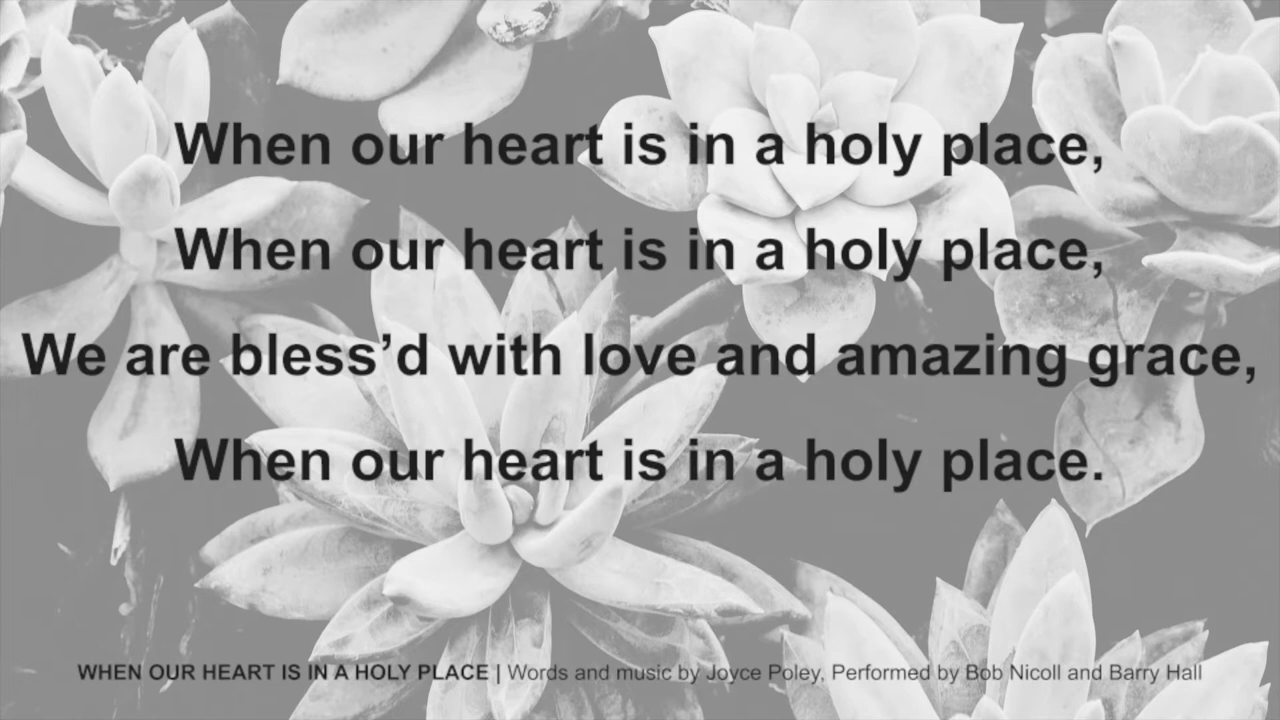 When our heart is in a holy place,
When our heart is in a holy place,
We are bless’d with love and amazing grace,
When our heart is in a holy place.
WHEN OUR HEART IS IN A HOLY PLACE | Words and music by Joyce Poley, Performed by Bob Nicoll and Barry Hall